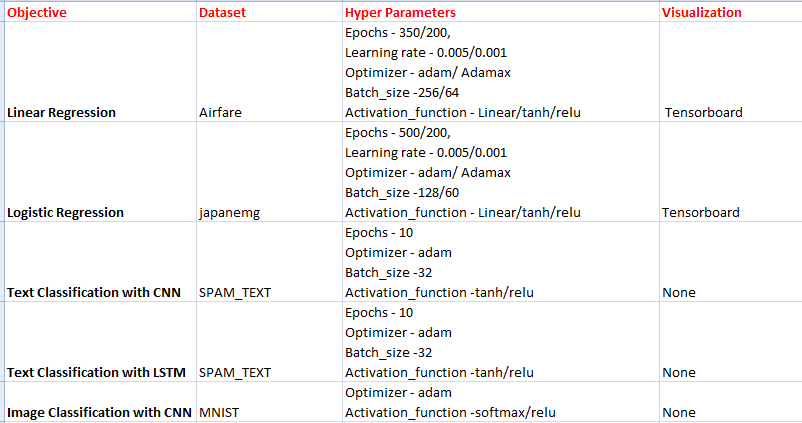 Objective Dataset Hyper Parameters Visualization
Epochs - 350/200,
Learning rate - 0.005/0.001
Optimizer - adam/ Adamax
Batch_size -256/64
Linear Regression Airfare Activation_function - Linear/tanh/relu Tensorboard
Epochs - 500/200,
Learning rate - 0.005/0.001
Optimizer - adam/ Adamax
Batch_size -128/60
Logistic Regression japanemg Activation_function - Linear/tanh/relu Tensorboard
Epochs - 10
Optimizer - adam
Batch_size -32
Text Classification with CNN SPAM_TEXT Activation_function -tanh/relu None
Epochs - 10
Optimizer - adam
Batch_size -32
Text Classification with LSTM SPAM_TEXT Activation_function -tanh/relu None
Optimizer - adam
Image Classification with CNN MNIST Activation_function -softmax/relu None